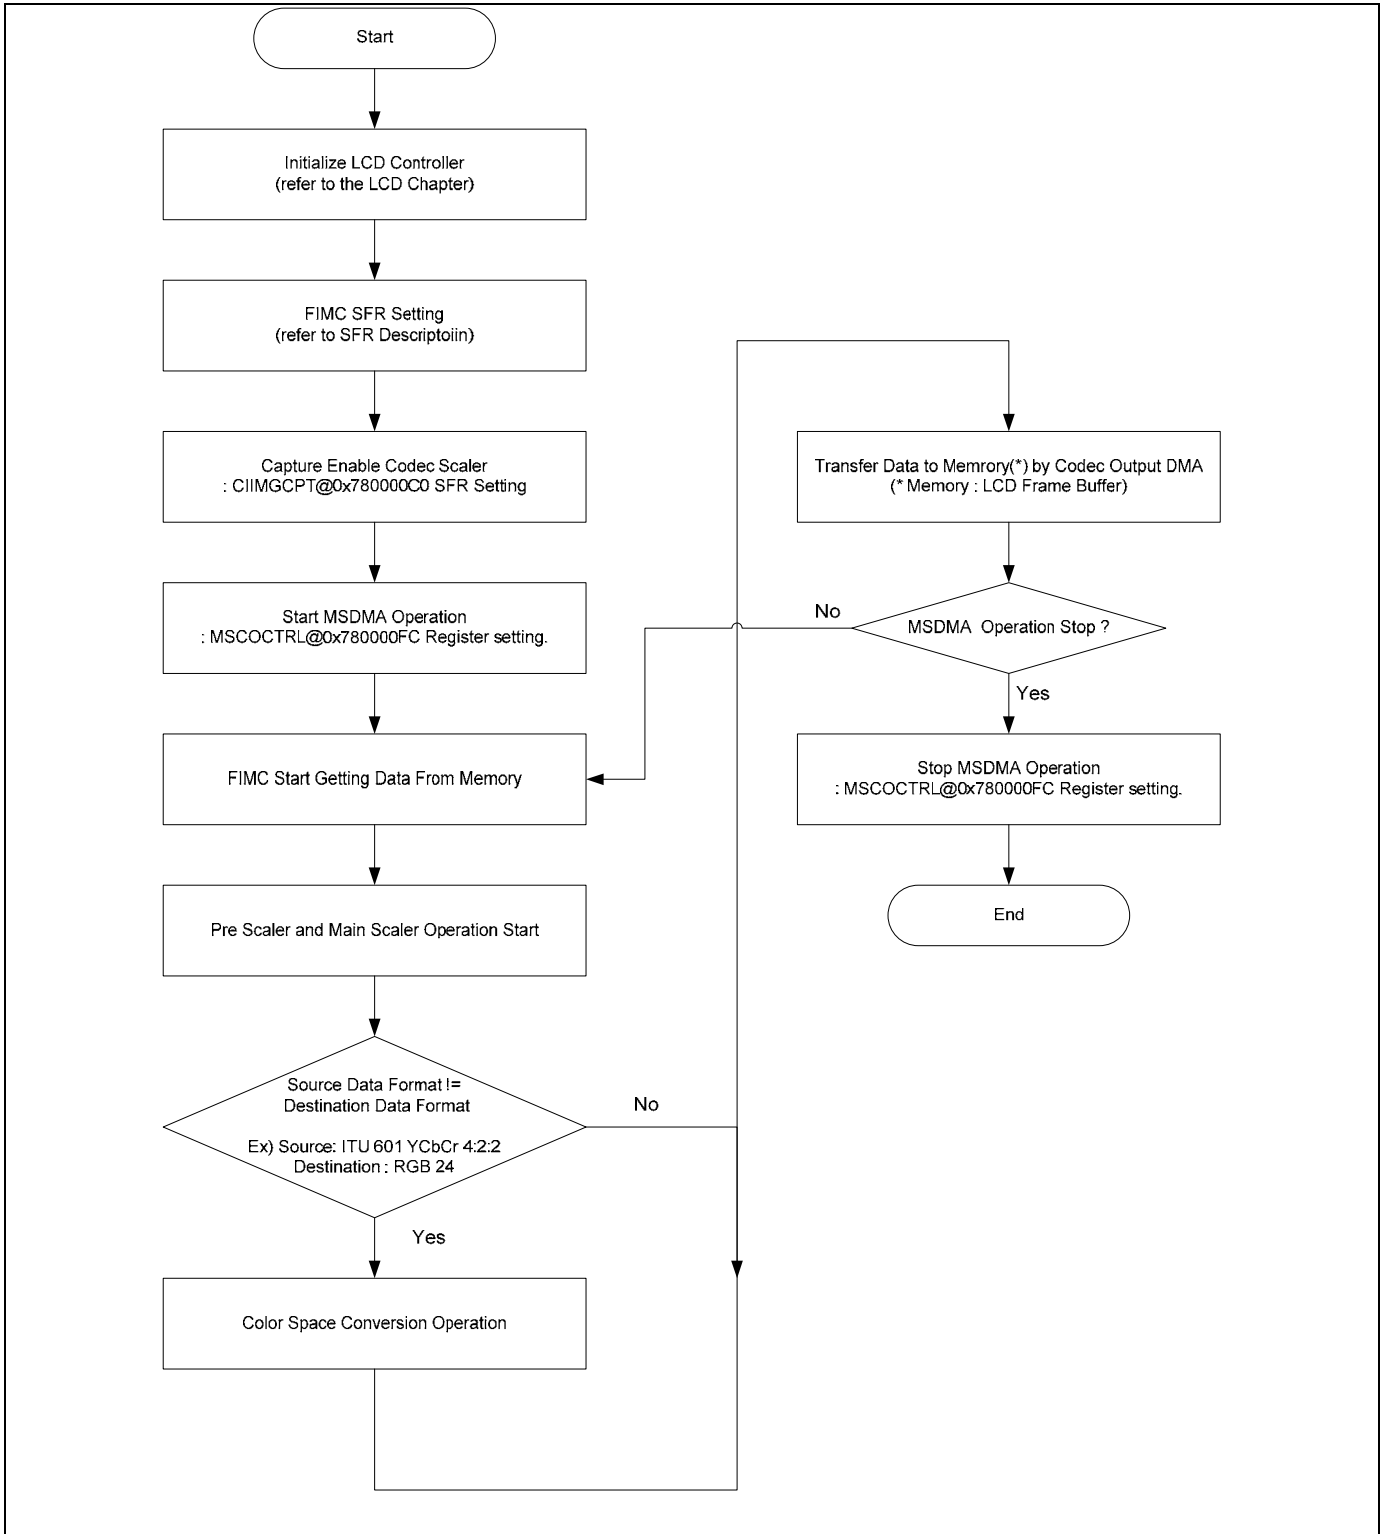 Start
Initialize LCD Controller
(refer to the LCD Chapter)
FIMC SFR Setting
(refer to SFR Descriptoiin)
Capture Enable Codec Scaler
: CIIMGCPT@0x780000C0 SFR Setting
Start MSDMA Operation
: MSCOCTRL@0x780000FC Register setting.
FIMC Start Getting Data From Memory
Pre Scaler and Main Scaler Operation Start
Source Data Format !=
Destination Data Format
Ex) Source: ITU 601 YCbCr 4:2:2
Destination : RGB 24
No
Yes
Color Space Conversion Operation
Transfer Data to Memrory(*) by Codec Output DMA
(* Memory : LCD Frame Buffer)
No
MSDMA Operation Stop ?
Yes
Stop MSDMA Operation
: MSCOCTRL@0x780000FC Register setting.
End